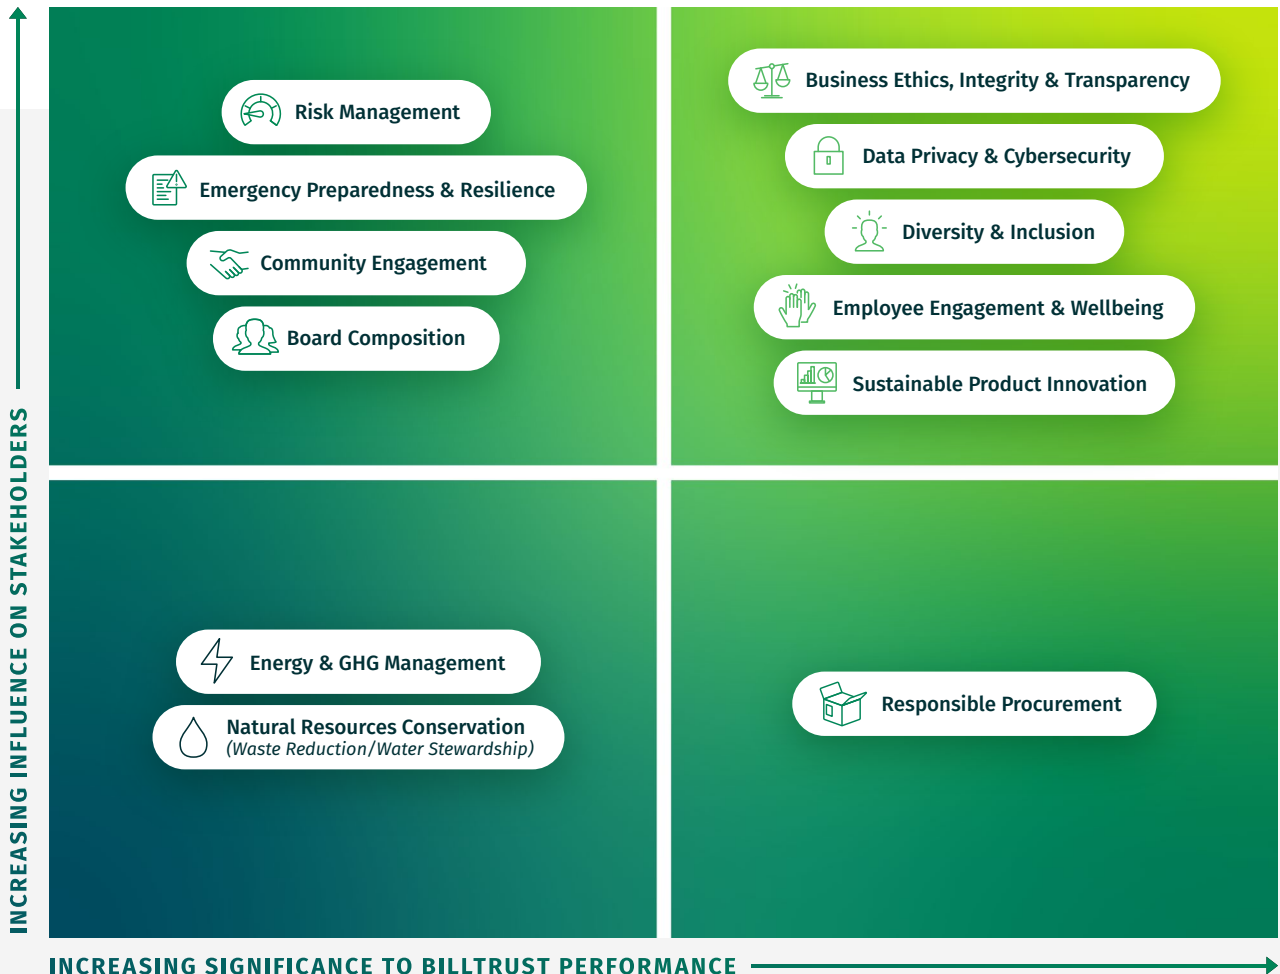 INCREASING INFLUENCE ON STAKEHOLDERS
Risk Management
Emergency Preparedness & Resilience
Community Engagement
Board Composition
Business Ethics, Integrity & Transparency
Data Privacy & Cybersecurity
Diversity & Inclusion
Employee Engagement & Wellbeing
Sustainable Product Innovation
Energy & GHG Management
Natural Resources Conservation
(Waste Reduction/Water Stewardship)
Responsible Procurement
INCREASING SIGNIFICANCE TO BILLTRUST PERFORMANCE